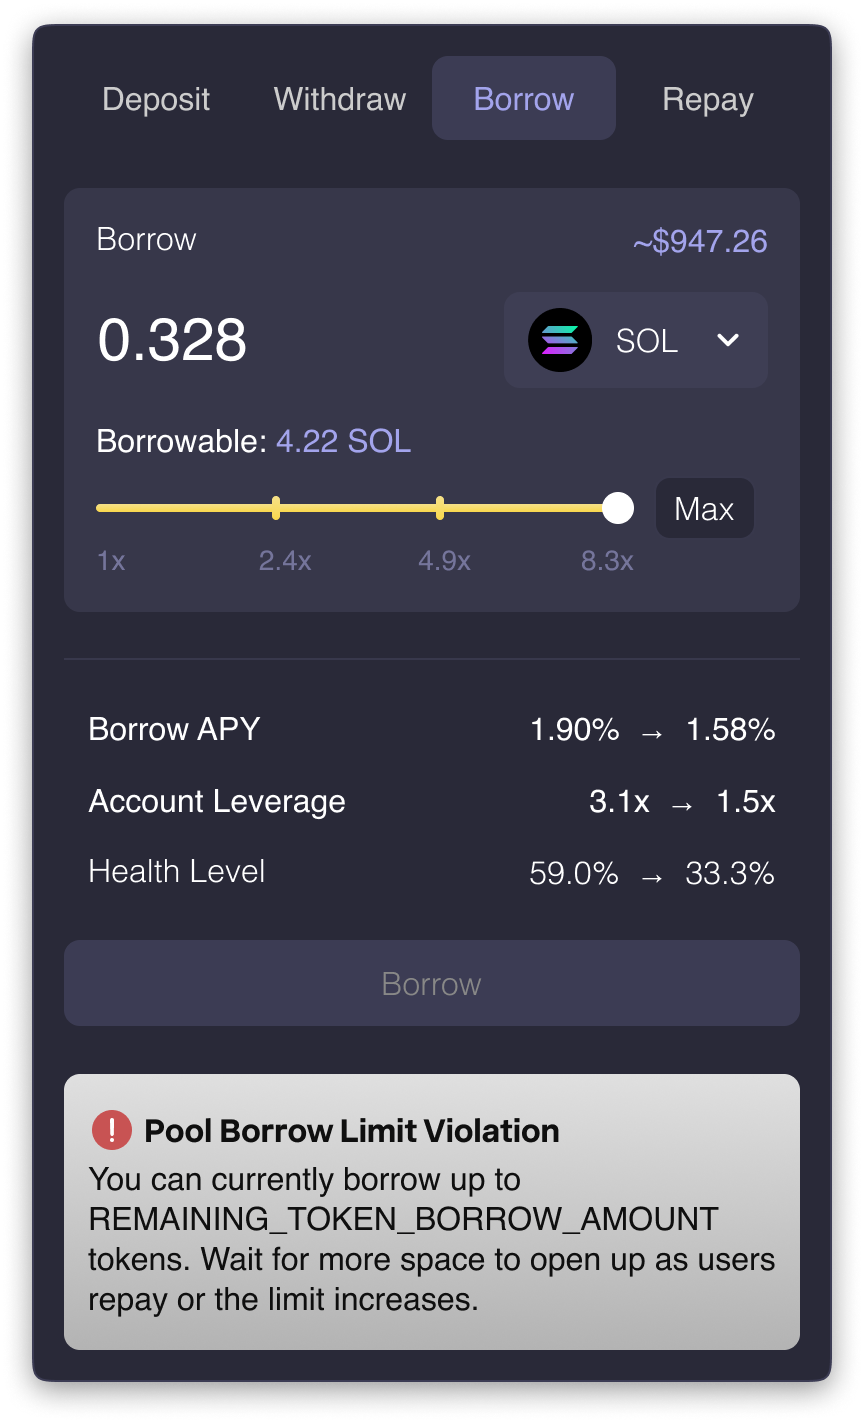 Deposit Withdraw Borrow Repay
Borrow ~$947.26
0.328 SOL
Borrowable: 4.22 SOL
Max
1x 2.4x 4.9x 8.3x
Borrow APY 1.90% → 1.58%
Account Leverage 3.1x → 1.5x
Health Level 59.0% → 33.3%
Borrow
Pool Borrow Limit Violation
You can currently borrow up to
REMAINING_TOKEN_BORROW_AMOUNT
tokens. Wait for more space to open up as users
repay or the limit increases.